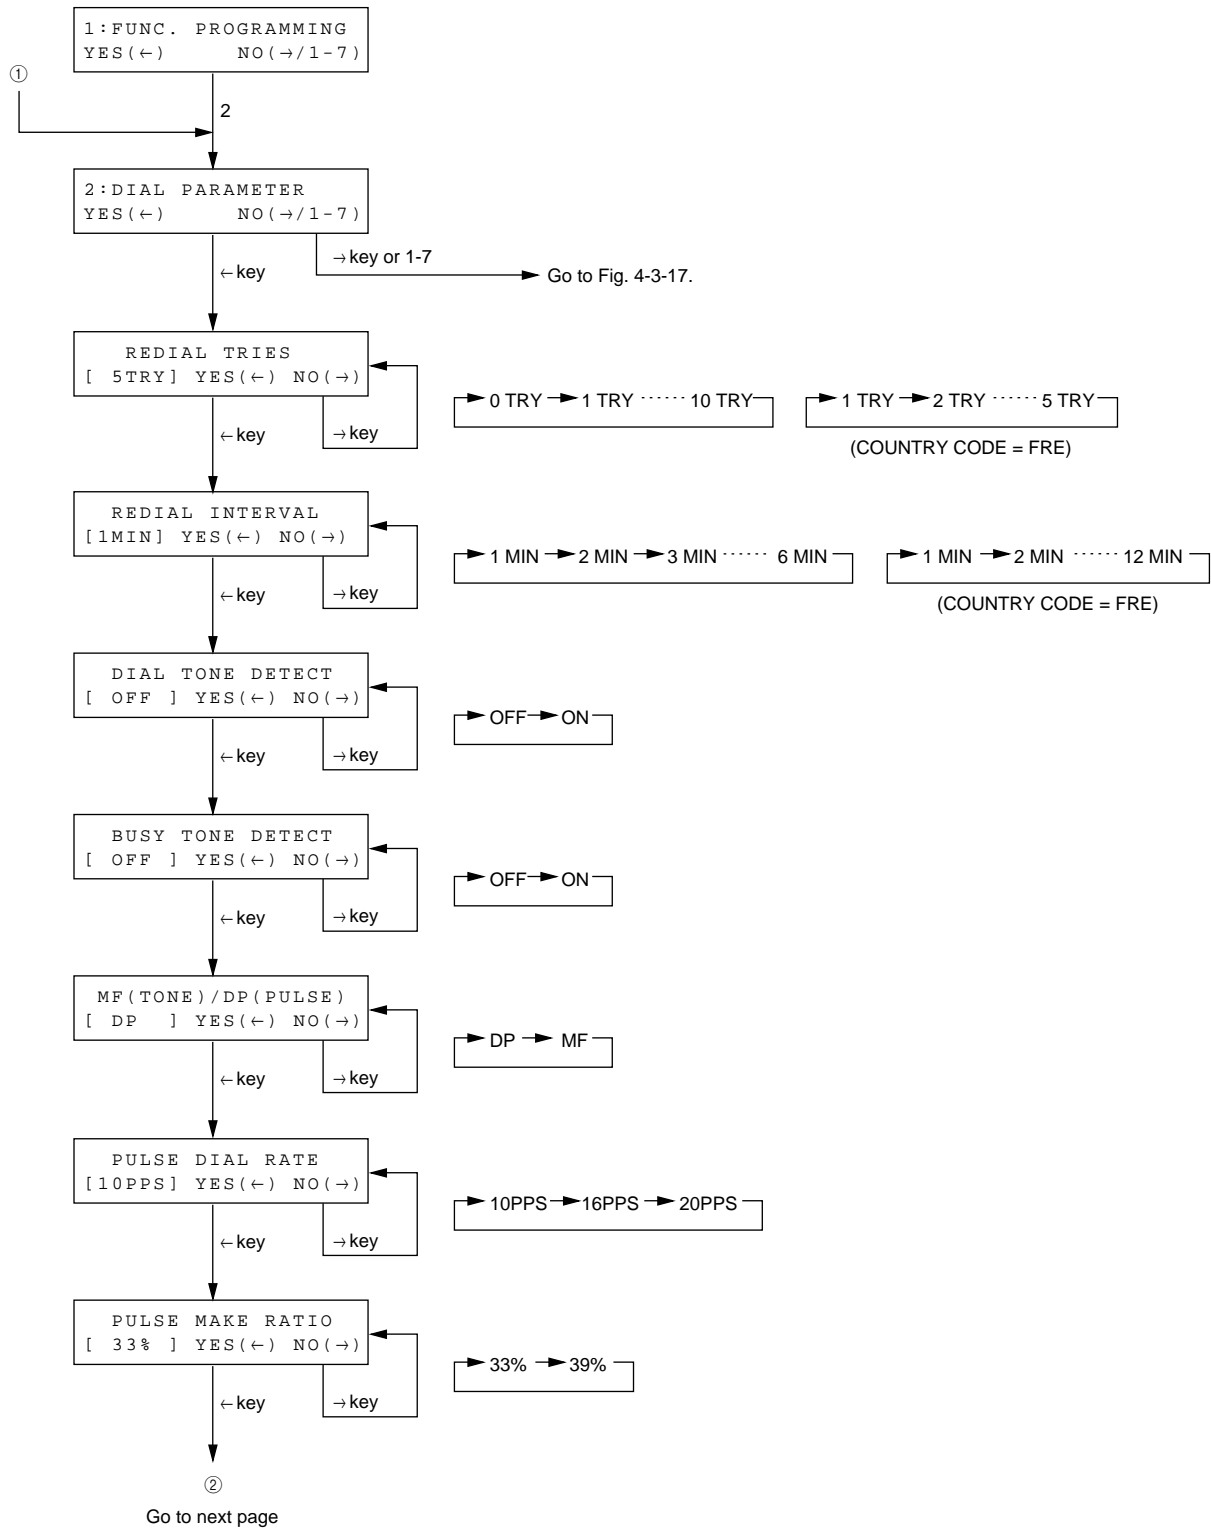 1:FUNC. PROGRAMMING
YES(←) NO(→/1-7)
①
2
2:DIAL PARAMETER
YES(←) NO(→/1-7)
←key
→key or 1-7
Go to Fig. 4-3-17.
REDIAL TRIES
[ 5TRY] YES(←) NO(→)
0 TRY 1 TRY ······ 10 TRY
1 TRY 2 TRY ······ 5 TRY
←key
→key
(COUNTRY CODE = FRE)
REDIAL INTERVAL
[1MIN] YES(←) NO(→)
1 MIN 2 MIN 3 MIN ······ 6 MIN
1 MIN 2 MIN ······ 12 MIN
←key
→key
(COUNTRY CODE = FRE)
DIAL TONE DETECT
[ OFF ] YES(←) NO(→)
OFF ON
←key
→key
BUSY TONE DETECT
[ OFF ] YES(←) NO(→)
OFF ON
←key
→key
MF(TONE)/DP(PULSE)
[ DP ] YES(←) NO(→)
DP MF
←key
→key
PULSE DIAL RATE
[10PPS] YES(←) NO(→)
10PPS 16PPS 20PPS
←key
→key
PULSE MAKE RATIO
[ 33% ] YES(←) NO(→)
33% 39%
←key
→key
②
Go to next page